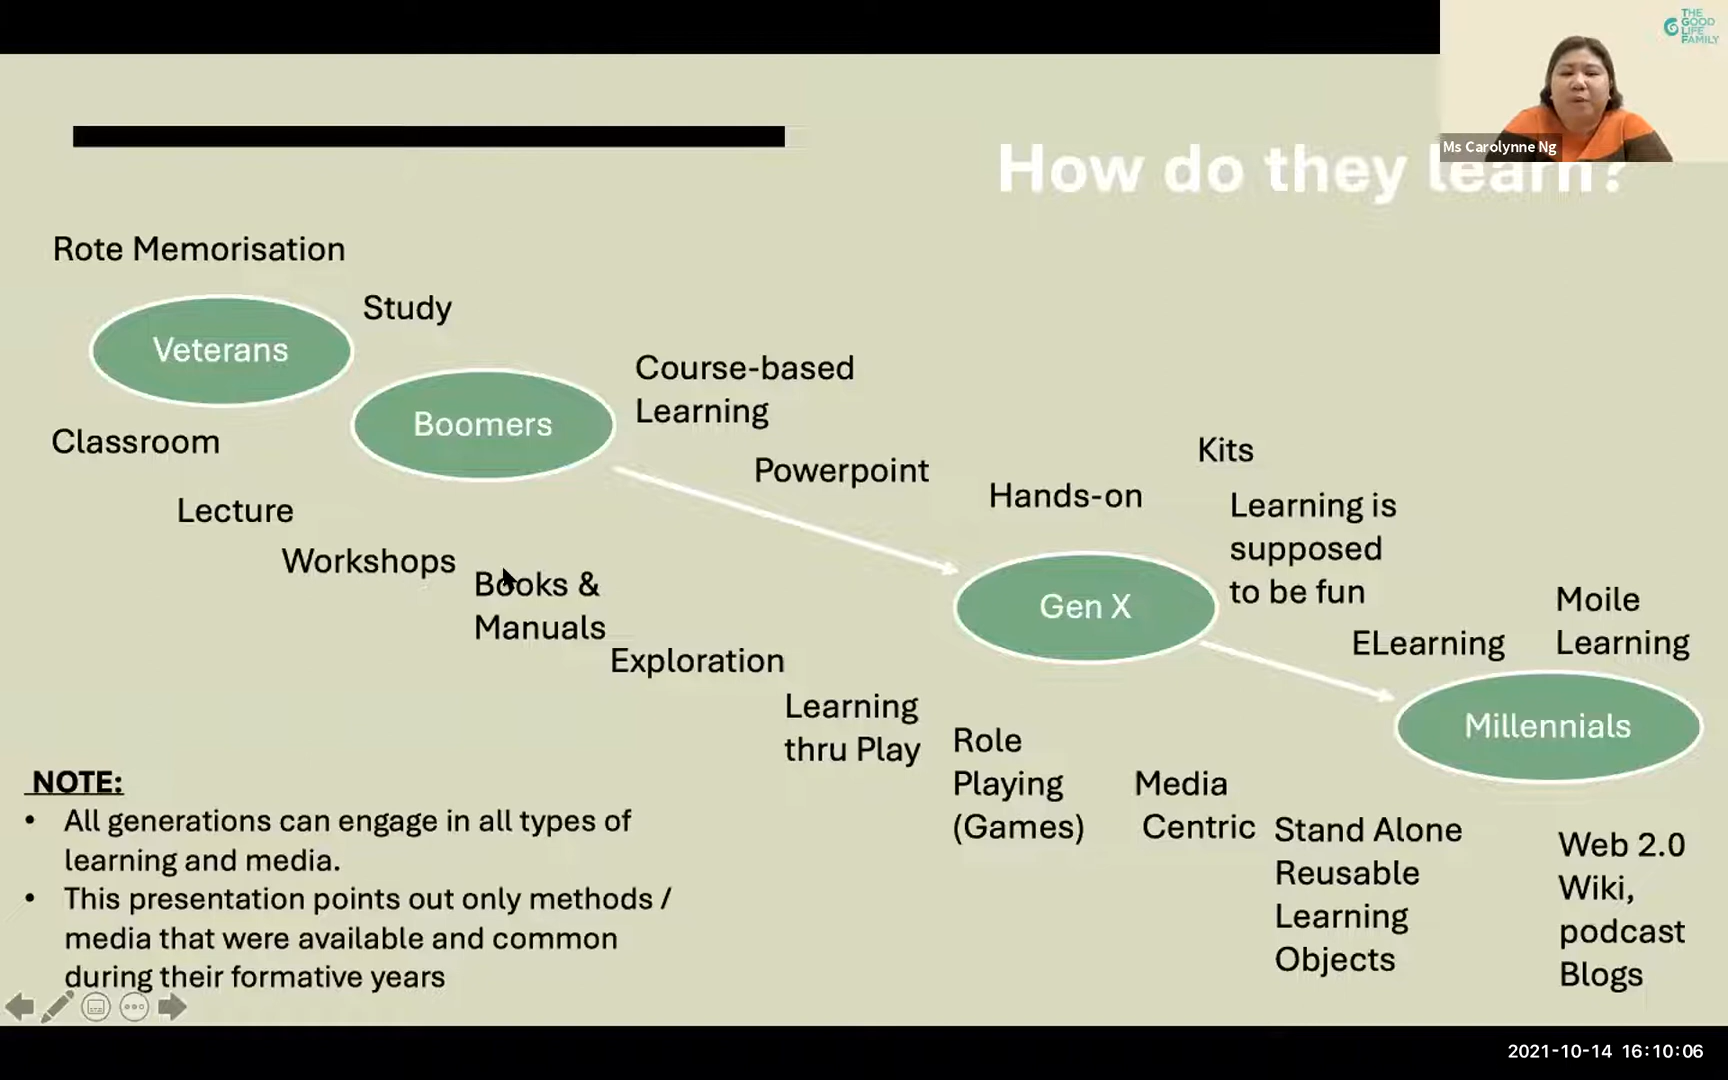 THE
GOOD
LIFE
FAMILY
Ms Carolynne Ng
How do they learn?
Rote Memorisation
Study
Veterans
Course-based
Learning
Boomers
Classroom
Powerpoint
Kits
Hands-on
Learning is
supposed
to be fun
Lecture
Workshops
Books &
Manuals
Gen X
Moile
Learning
ELearning
Exploration
Learning
thru Play
Millennials
Role
Playing
(Games)
Media
Centric
Stand Alone
Reusable
Learning
Objects
Web 2.0
Wiki,
podcast
Blogs
NOTE:
• All generations can engage in all types of
learning and media.
• This presentation points out only methods /
media that were available and common
during their formative years
2021-10-14 16:10:06